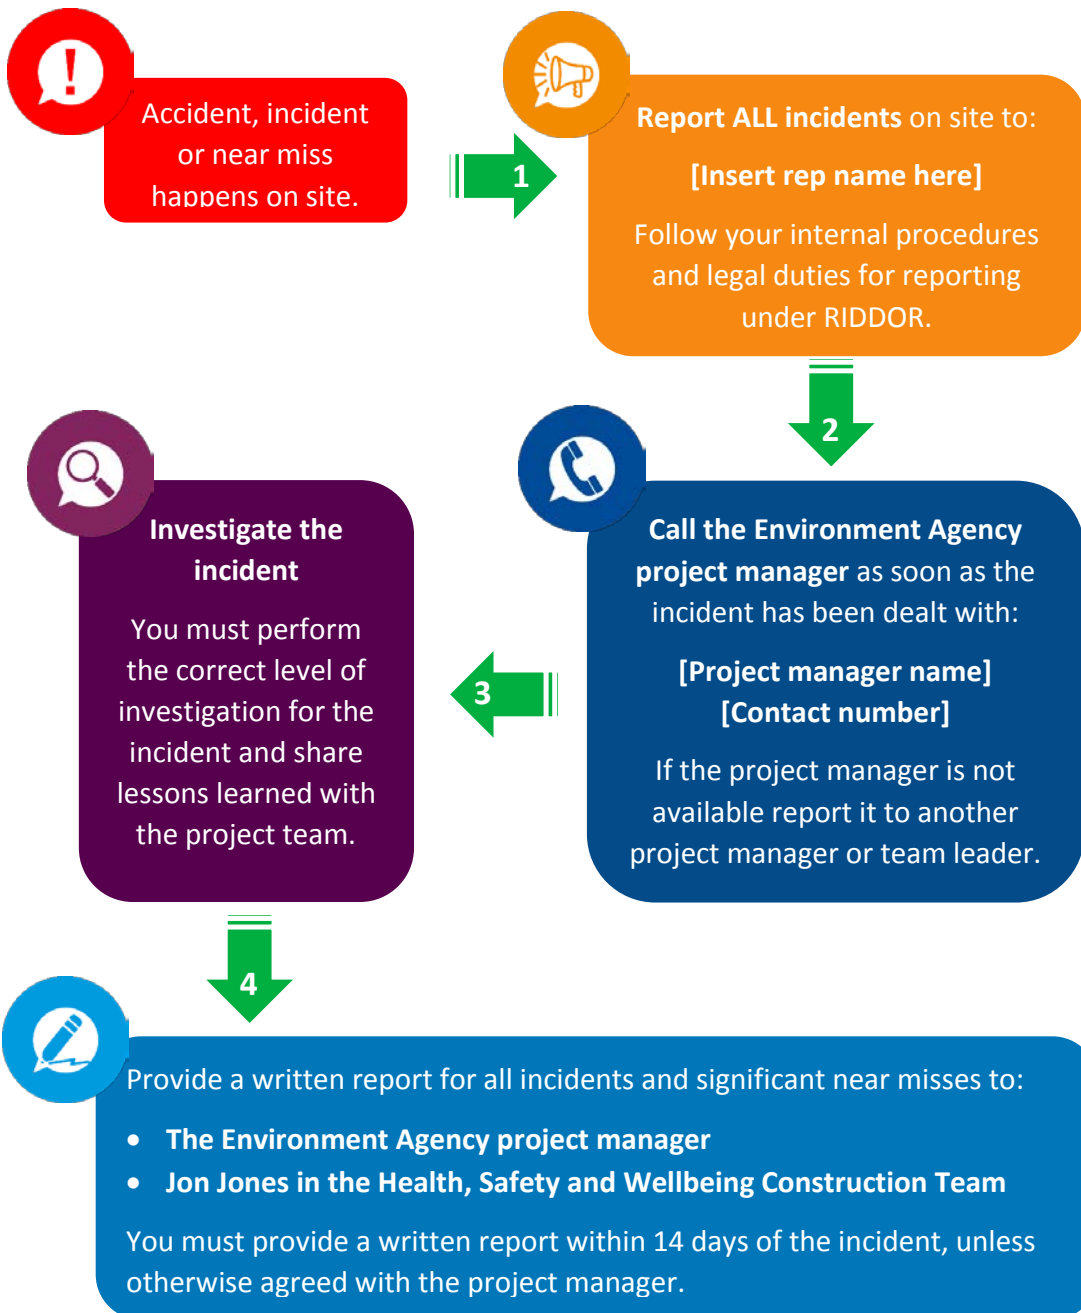 Accident, incident
or near miss
happens on site.
1
Report ALL incidents on site to:
[Insert rep name here]
Follow your internal procedures
and legal duties for reporting
under RIDDOR.
2
Call the Environment Agency
project manager as soon as the
incident has been dealt with:
[Project manager name]
[Contact number]
If the project manager is not
available report it to another
project manager or team leader.
3
Investigate the
incident
You must perform
the correct level of
investigation for the
incident and share
lessons learned with
the project team.
4
Provide a written report for all incidents and significant near misses to:
• The Environment Agency project manager
• Jon Jones in the Health, Safety and Wellbeing Construction Team
You must provide a written report within 14 days of the incident, unless
otherwise agreed with the project manager.